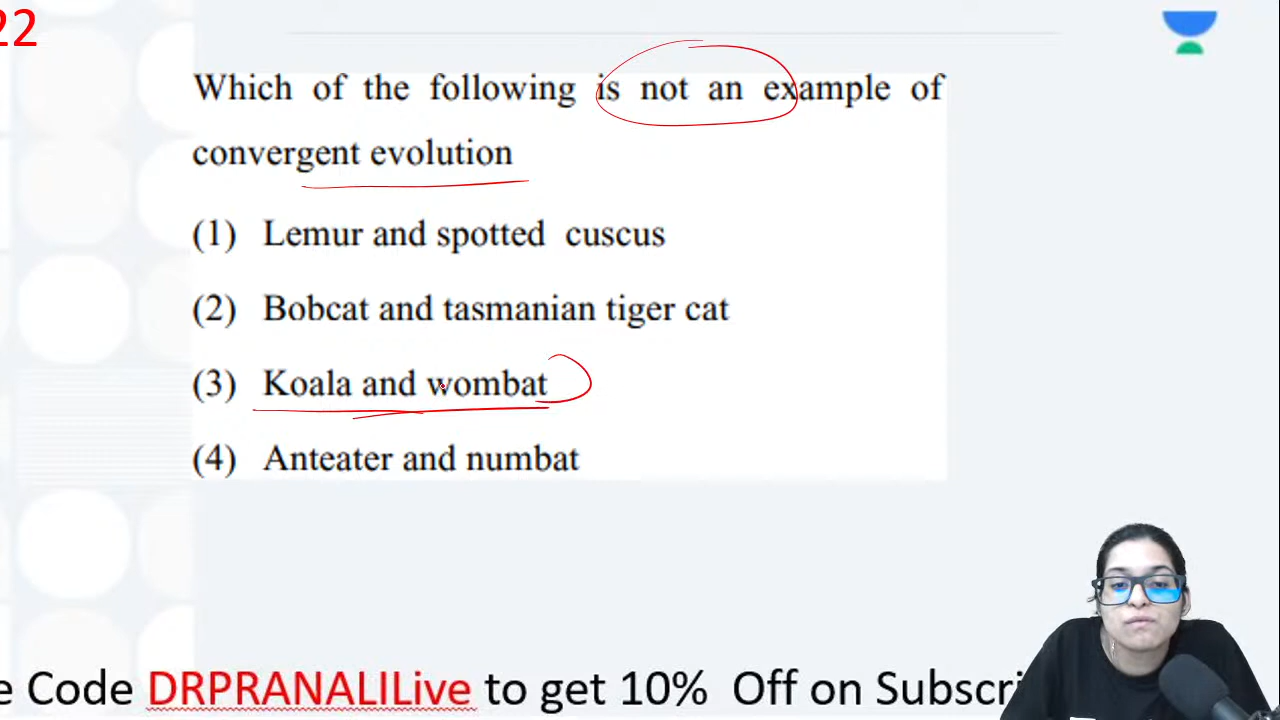 22
Which of the following is not an example of
convergent evolution
(1) Lemur and spotted cuscus
(2) Bobcat and tasmanian tiger cat
(3) Koala and wombat
(4) Anteater and numbat
e Code DRPRANALILive to get 10% Off on Subscri